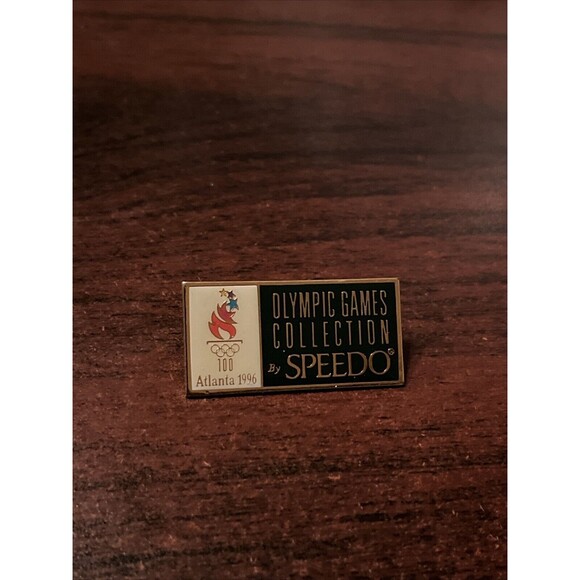 100
Atlanta 1996
OLYMPIC GAMES
COLLECTION
By SPEEDO®